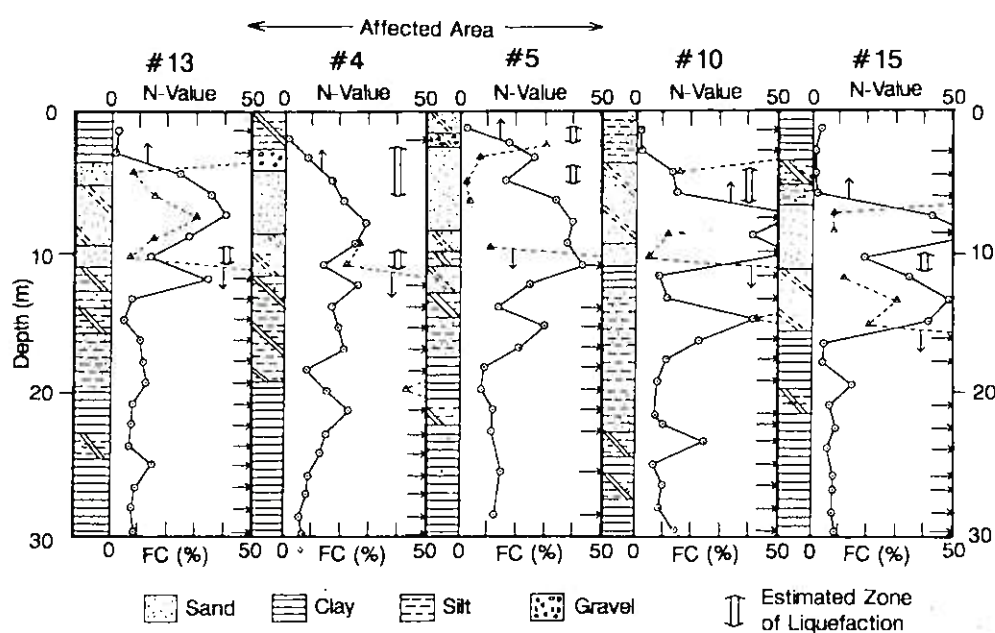 Affected Area
#13 #4 #5 #10 #15
0 N-Value 50 0 N-Value 50 0 N-Value 50 0 N-Value 50 0 N-Value 50
0 0
10 10
Depth (m)
20 20
30 30
0 FC (%) 50 0 FC (%) 50 0 FC (%) 50 0 FC (%) 50 0 FC (%) 50
Sand Clay Silt Gravel Estimated Zone
of Liquefaction